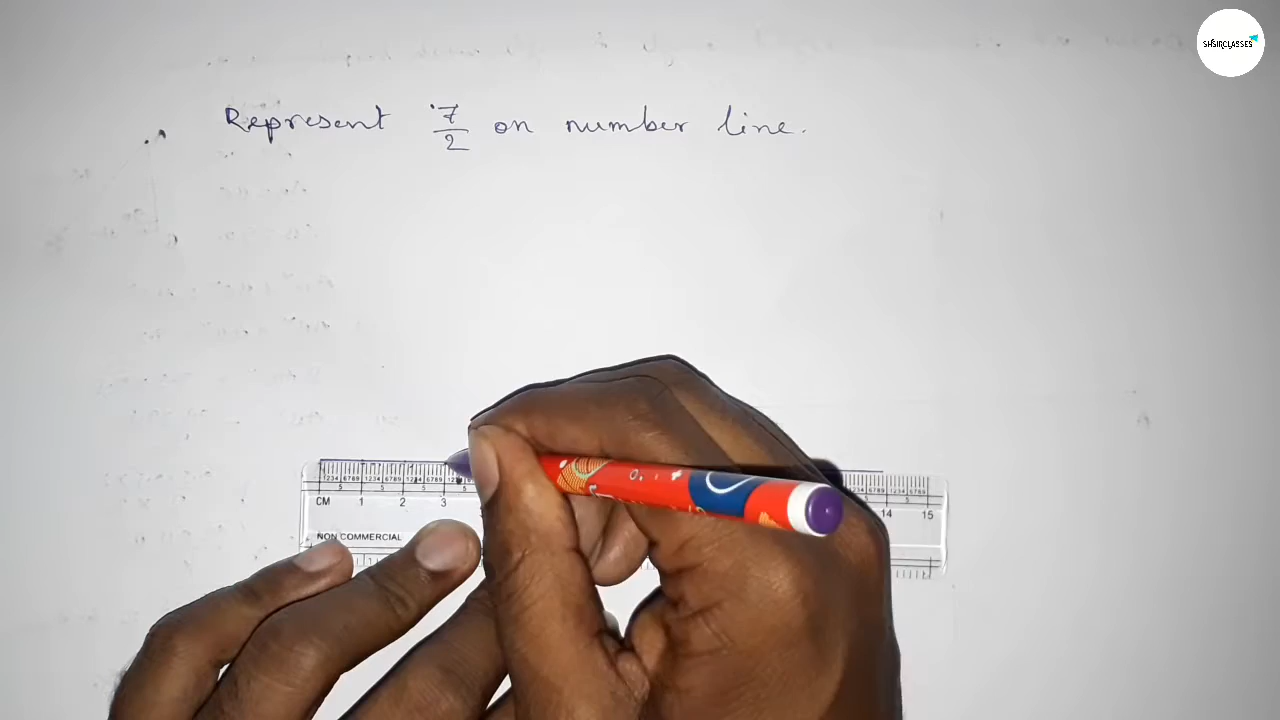 SHSIRCLASSES
Represent 7/2 on number line.
CM 1 2 3 14 15
NON COMMERCIAL